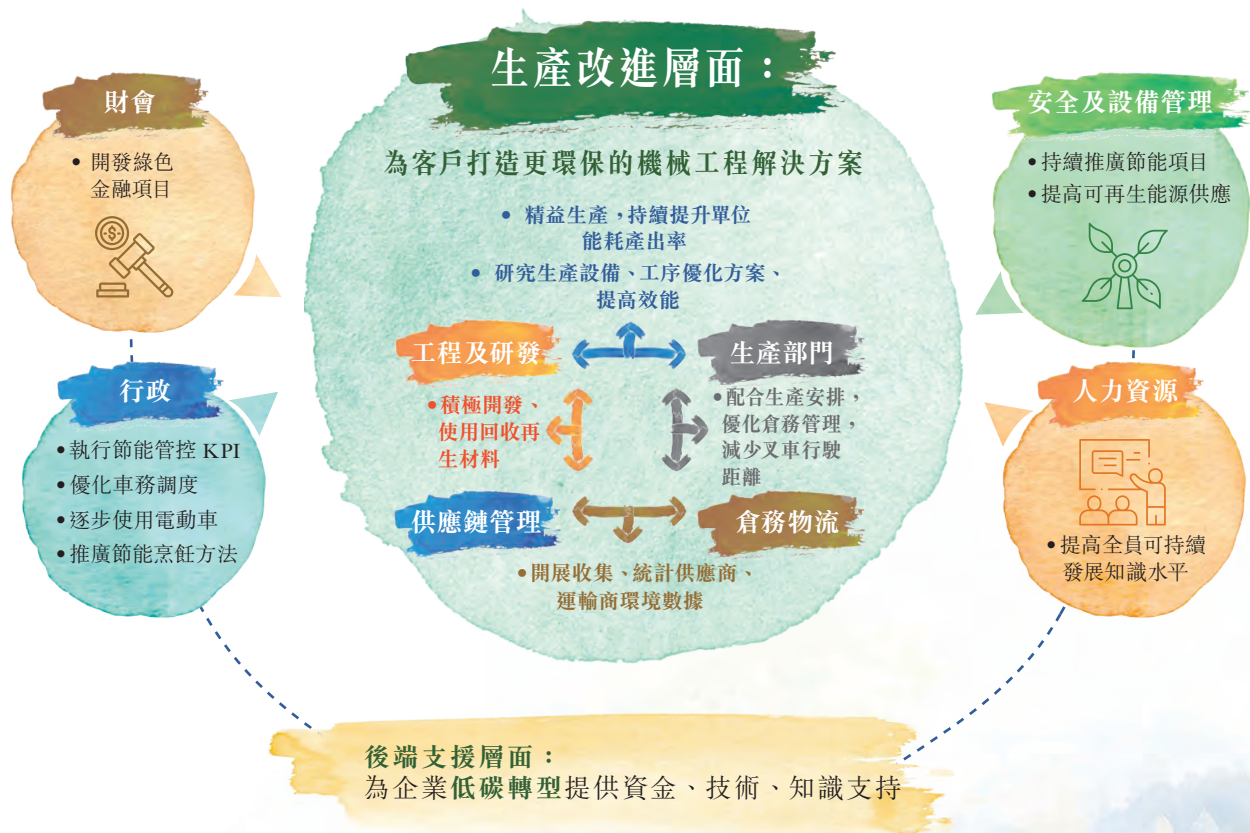 生產改進層面：
為客戶打造更環保的機械工程解決方案
• 精益生產，持續提升單位
能耗產出率
• 研究生產設備、工序優化方案、
提高效能
工程及研發
生產部門
•積極開發、
使用回收再
生材料
•配合生產安排，
優化倉務管理，
減少叉車行駛
距離
供應鏈管理
倉務物流
•開展收集、統計供應商、
運輸商環境數據
財會
• 開發綠色
金融項目
-$-
行政
•執行節能管控 KPI
•優化車務調度
•逐步使用電動車
•推廣節能烹飪方法
安全及設備管理
•持續推廣節能項目
•提高可再生能源供應
人力資源
•提高全員可持續
發展知識水平
後端支援層面：
為企業低碳轉型提供資金、技術、知識支持